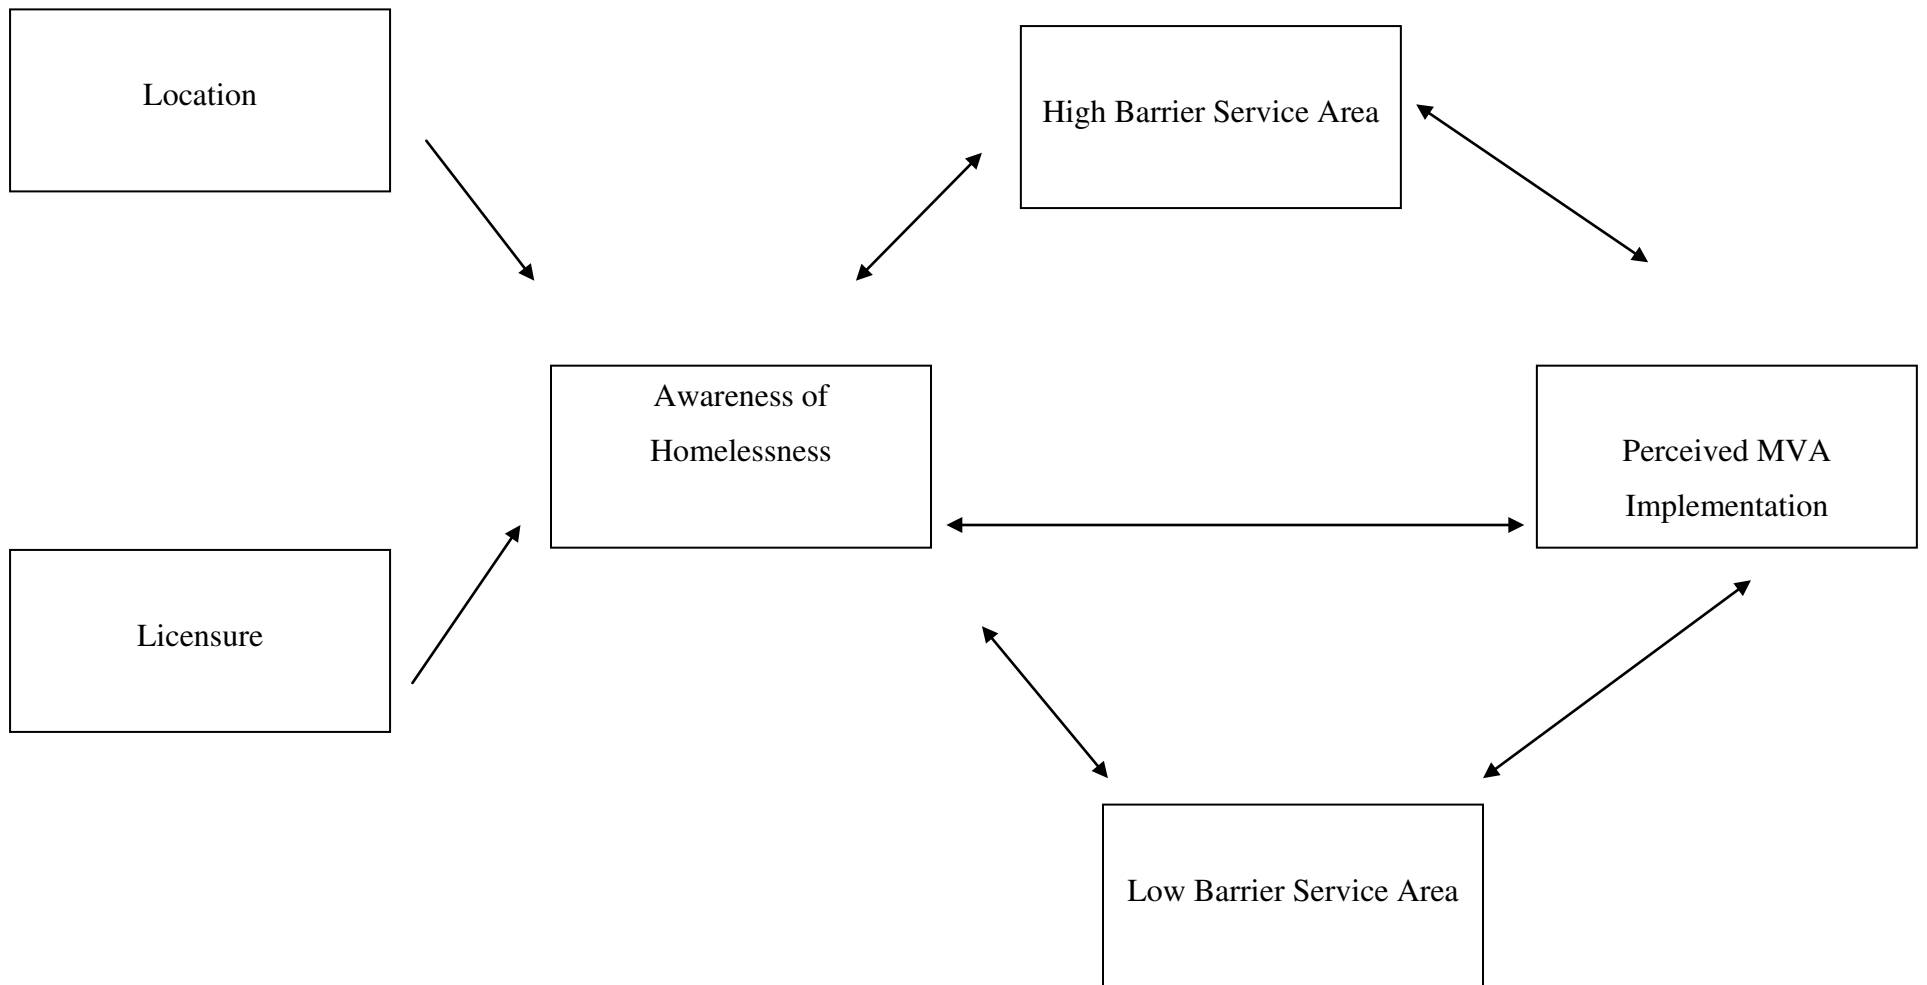 Location
High Barrier Service Area
Awareness of
Homelessness
Perceived MVA
Implementation
Licensure
Low Barrier Service Area